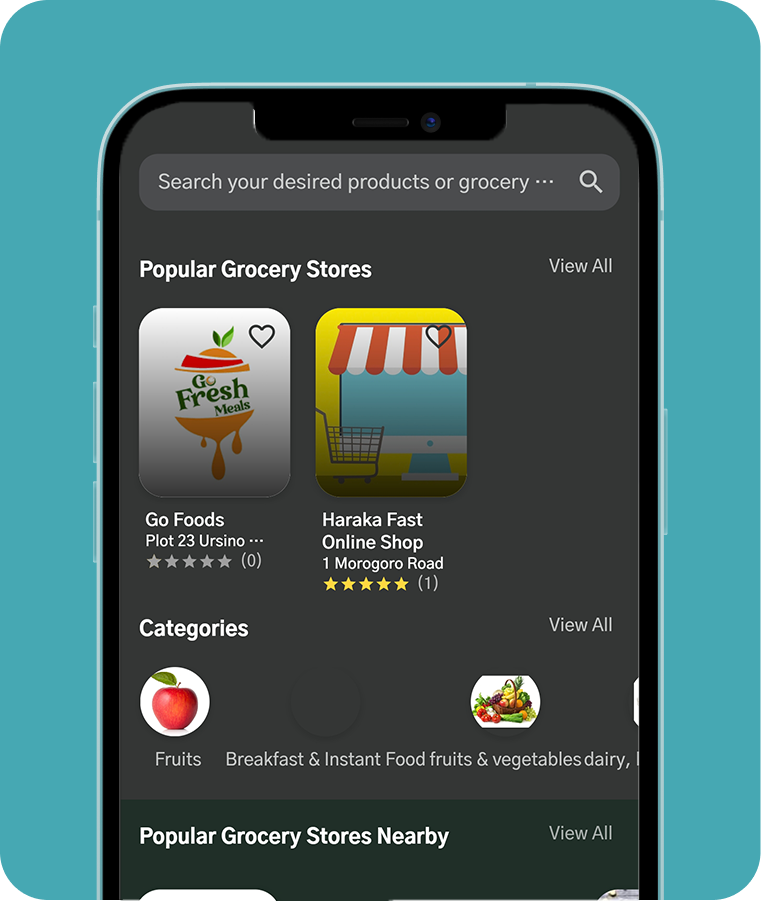 Search your desired products or grocery ···
Popular Grocery Stores
View All
Go
Fresh
Meals
Go Foods
Plot 23 Ursino ···
(0)
Haraka Fast
Online Shop
1 Morogoro Road
(1)
Categories
View All
Fruits
Breakfast & Instant Food
fruits & vegetables
dairy,
Popular Grocery Stores Nearby
View All